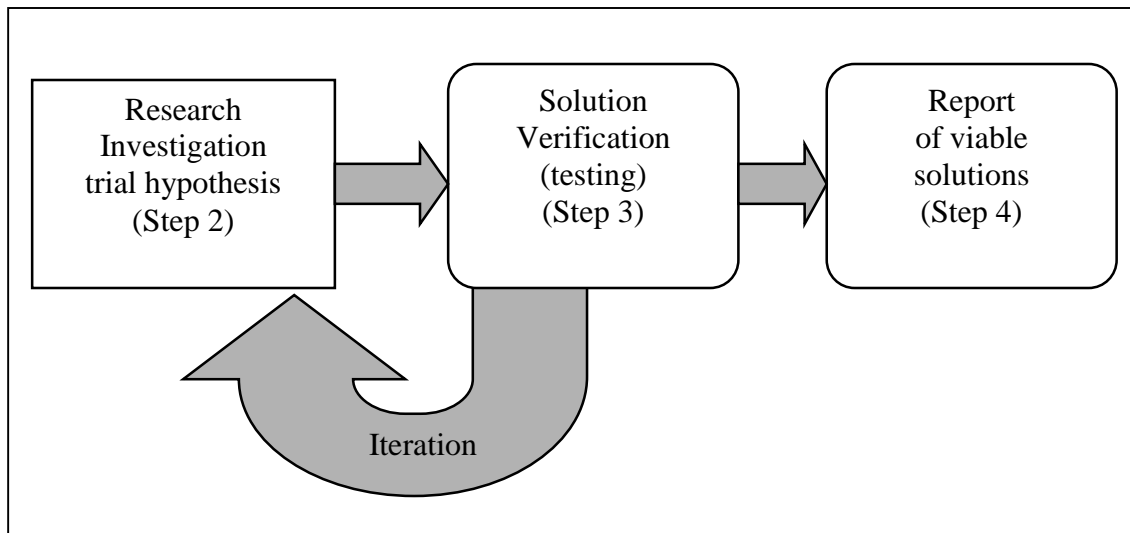 Research
Investigation
trial hypothesis
(Step 2)
Solution
Verification
(testing)
(Step 3)
Report
of viable
solutions
(Step 4)
Iteration